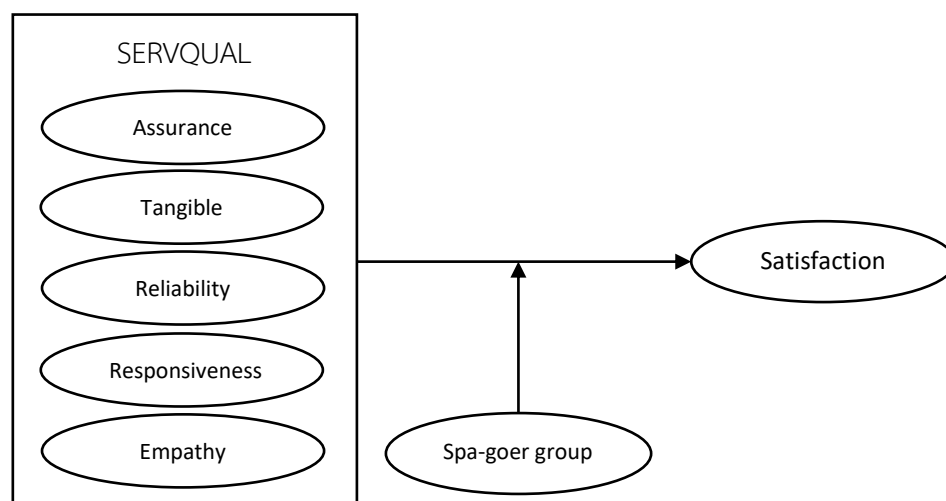 SERVQUAL
Assurance
Tangible
Reliability
Responsiveness
Empathy
Satisfaction
Spa-goer group